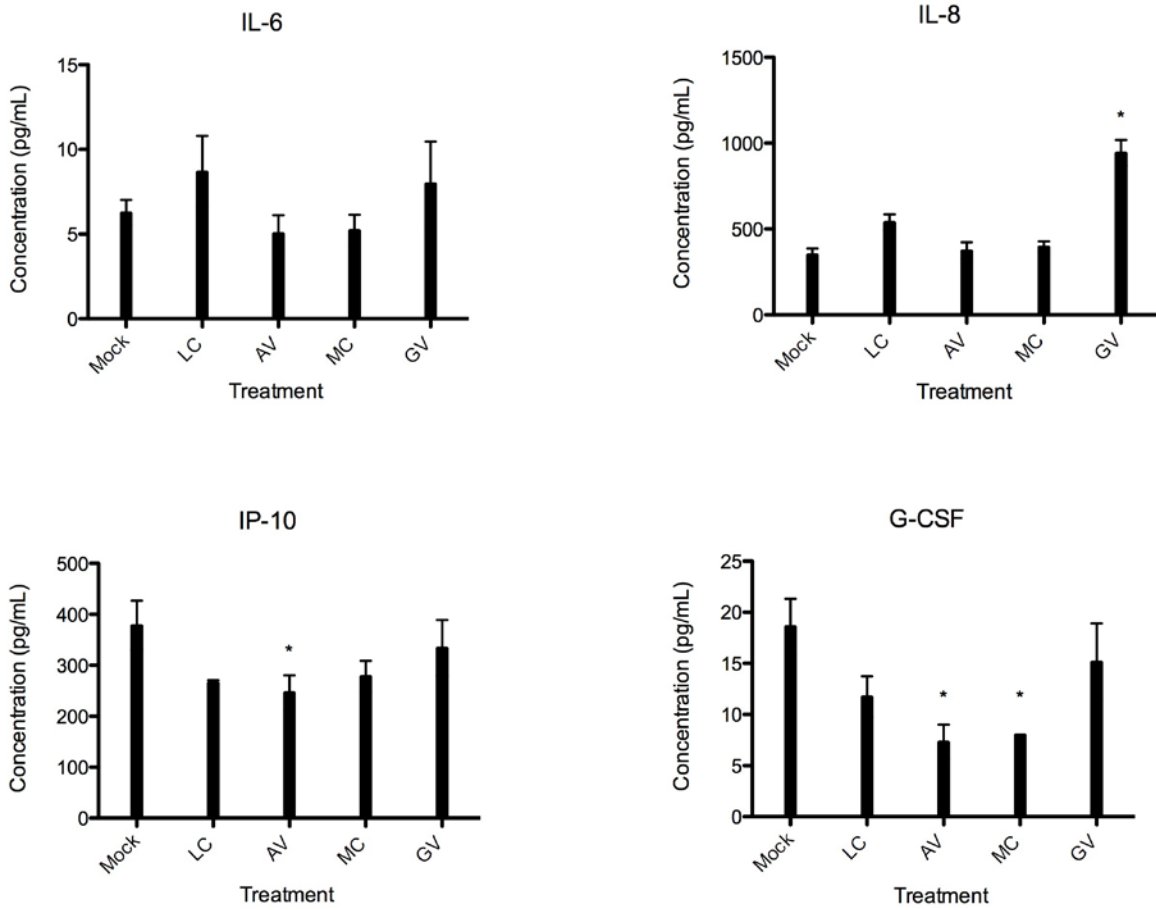 IL-6
Concentration (pg/mL)
15
10
5
0
Mock
LC
AV
MC
GV
Treatment
IL-8
Concentration (pg/mL)
1500
1000
500
0
*
Mock
LC
AV
MC
GV
Treatment
IP-10
Concentration (pg/mL)
500
400
300
200
100
0
*
Mock
LC
AV
MC
GV
Treatment
G-CSF
Concentration (pg/mL)
25
20
15
10
5
0
*
*
Mock
LC
AV
MC
GV
Treatment